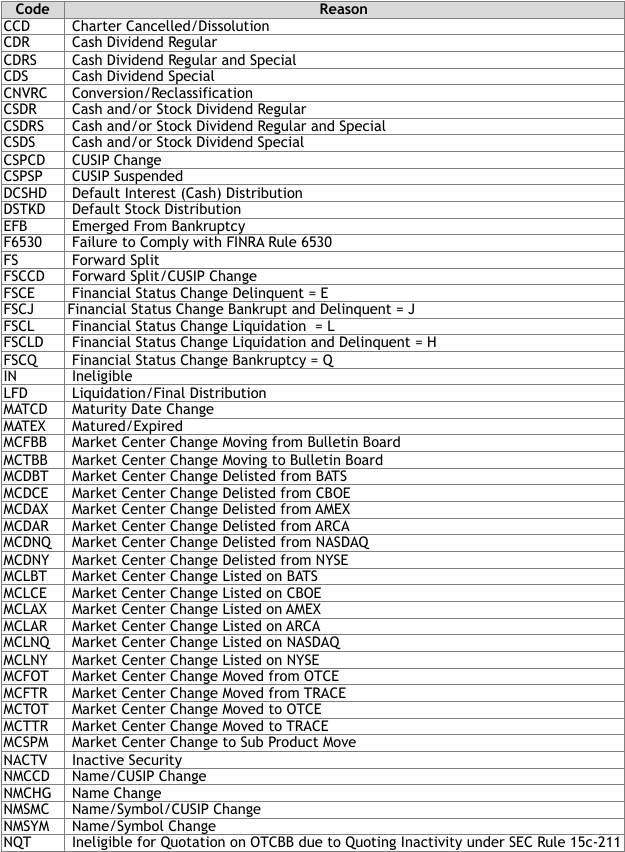 Code Reason
CCD Charter Cancelled/Dissolution
CDR Cash Dividend Regular
CDRS Cash Dividend Regular and Special
CDS Cash Dividend Special
CNVRC Conversion/Reclassification
CSDR Cash and/or Stock Dividend Regular
CSDRS Cash and/or Stock Dividend Regular and Special
CSDS Cash and/or Stock Dividend Special
CSPCD CUSIP Change
CSPSP CUSIP Suspended
DCSHD Default Interest (Cash) Distribution
DSTKD Default Stock Distribution
EFB Emerged From Bankruptcy
F6530 Failure to Comply with FINRA Rule 6530
FS Forward Split
FSCCD Forward Split/CUSIP Change
FSCE Financial Status Change Delinquent = E
FSCJ Financial Status Change Bankrupt and Delinquent = J
FSCL Financial Status Change Liquidation = L
FSCLD Financial Status Change Liquidation and Delinquent = H
FSCQ Financial Status Change Bankruptcy = Q
IN Ineligible
LFD Liquidation/Final Distribution
MATCD Maturity Date Change
MATEX Matured/Expired
MCFBB Market Center Change Moving from Bulletin Board
MCTBB Market Center Change Moving to Bulletin Board
MCDBT Market Center Change Delisted from BATS
MCDCE Market Center Change Delisted from CBOE
MCDAX Market Center Change Delisted from AMEX
MCDAR Market Center Change Delisted from ARCA
MCDNQ Market Center Change Delisted from NASDAQ
MCDNY Market Center Change Delisted from NYSE
MCLBT Market Center Change Listed on BATS
MCLCE Market Center Change Listed on CBOE
MCLAX Market Center Change Listed on AMEX
MCLAR Market Center Change Listed on ARCA
MCLNQ Market Center Change Listed on NASDAQ
MCLNY Market Center Change Listed on NYSE
MCFOT Market Center Change Moved from OTCE
MCFTR Market Center Change Moved from TRACE
MCTOT Market Center Change Moved to OTCE
MCTTR Market Center Change Moved to TRACE
MCSPM Market Center Change to Sub Product Move
NACTV Inactive Security
NMCCD Name/CUSIP Change
NMCHG Name Change
NMSMC Name/Symbol/CUSIP Change
NMSYM Name/Symbol Change
NQT Ineligible for Quotation on OTCBB due to Quoting Inactivity under SEC Rule 15c-211